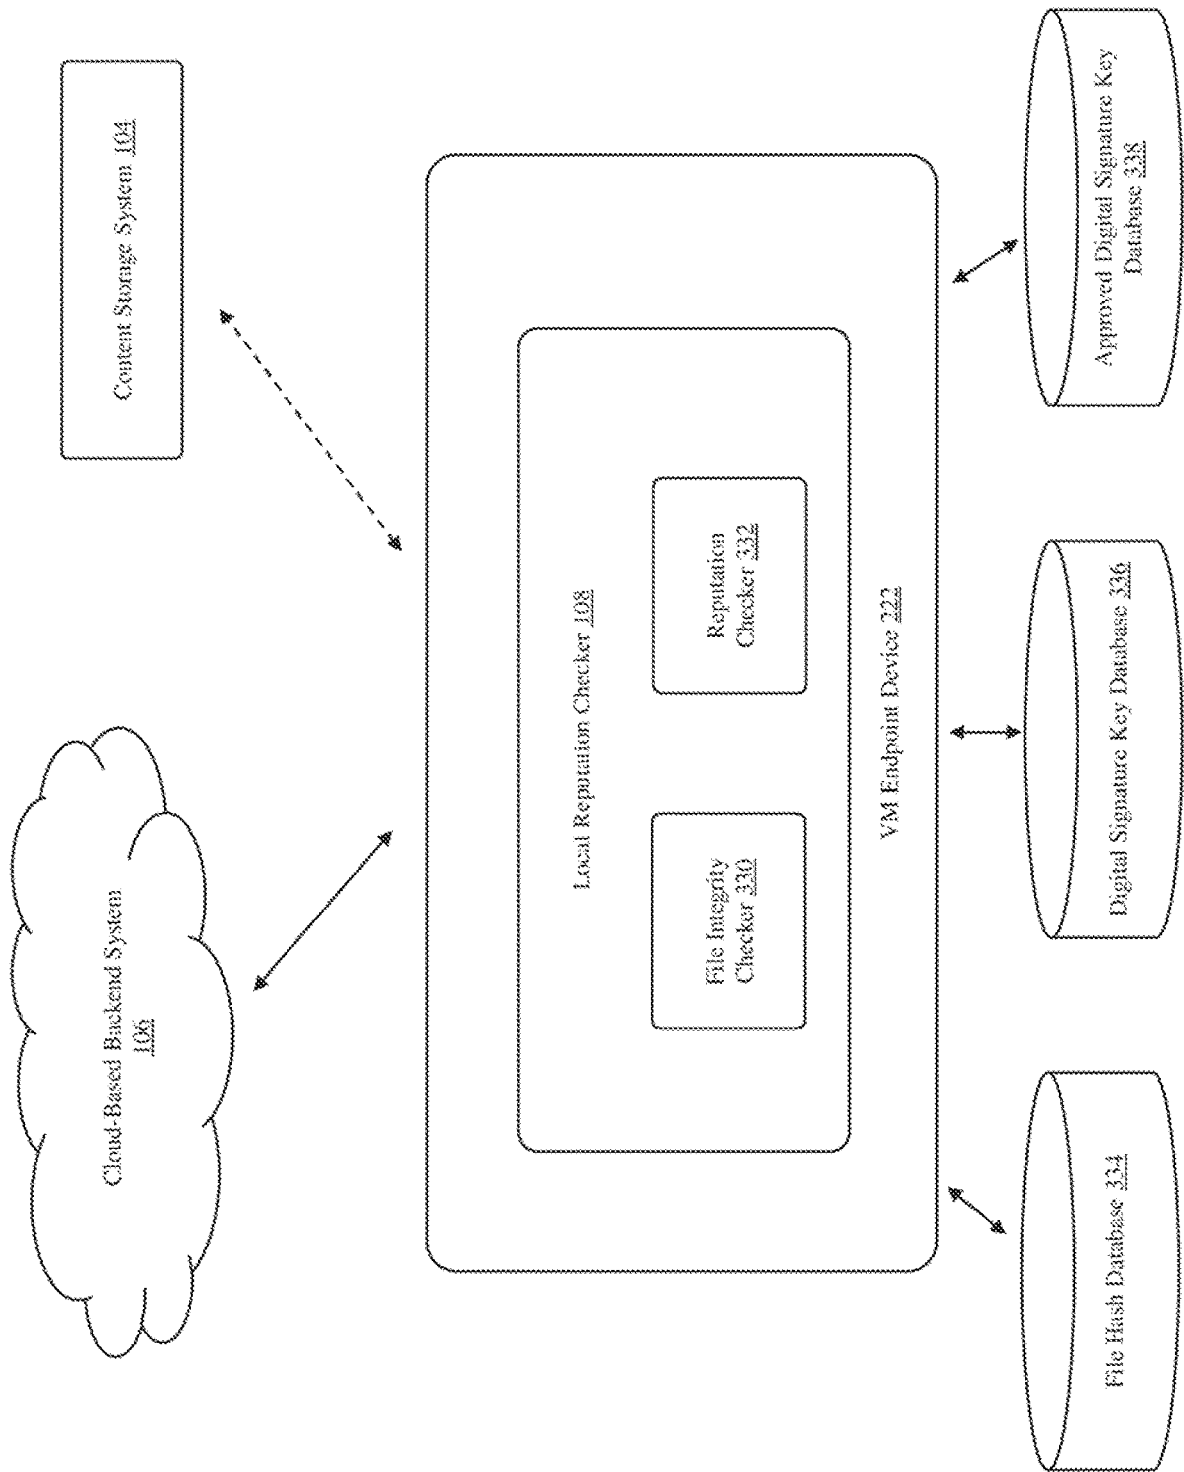 Cloud-Based Backend System
106
Content Storage System 104
Local Reputation Checker 108
File Integrity
Checker 330
Reputation
Checker 332
VM Endpoint Device 222
File Hash Database 334
Digital Signature Key Database 336
Approved Digital Signature Key
Database 338